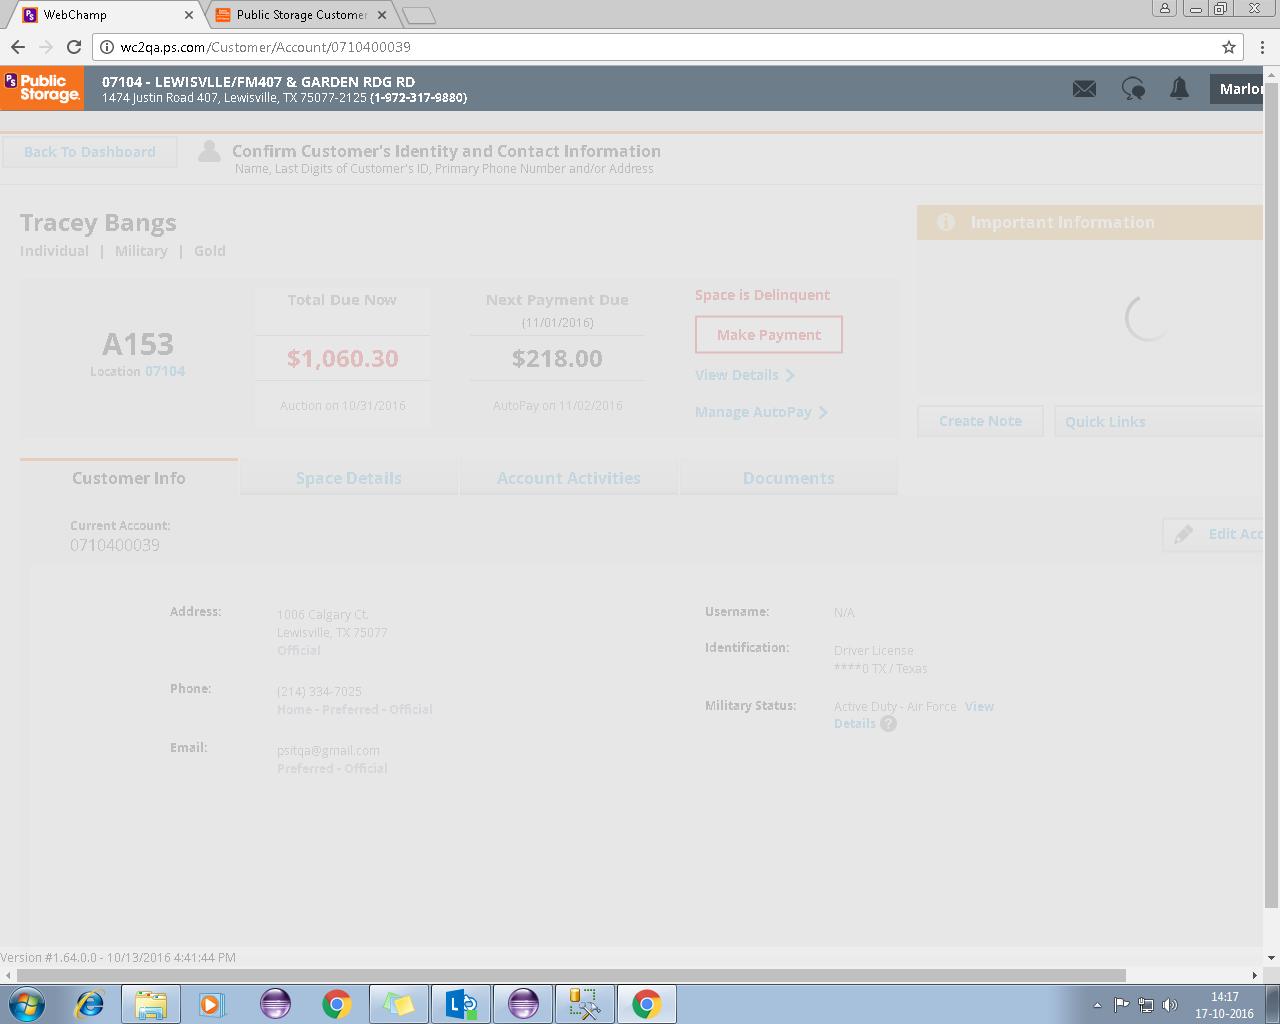 WebChamp
Public Storage Customer
wc2qa.ps.com/Customer/Account/0710400039
PS Public Storage.
07104 - LEWISVLLE/FM407 & GARDEN RDG RD
1474 Justin Road 407, Lewisville, TX 75077-2125 (1-972-317-9880)
Marlo
Back To Dashboard
Confirm Customer's Identity and Contact Information
Name, Last Digits of Customer's ID, Primary Phone Number and/or Address
Tracey Bangs
Individual | Military | Gold
Important Information
A153
Location 07104
Total Due Now
$1,060.30
Auction on 10/31/2016
Next Payment Due
(11/01/2016)
$218.00
AutoPay on 11/02/2016
Space is Delinquent
Make Payment
View Details
Manage AutoPay
Create Note
Quick Links
Customer Info
Space Details
Account Activities
Documents
Current Account:
0710400039
Edit Acc
Address:
1006 Calgary Ct.
Lewisville, TX 75077
Official
Phone:
(214) 334-7025
Home - Preferred - Official
Email:
psitqa@gmail.com
Preferred - Official
Username:
N/A
Identification:
Driver License
****0 TX / Texas
Military Status:
Active Duty - Air Force View
Details ?
Version #1.64.0.0 - 10/13/2016 4:41:44 PM
14:17
17-10-2016